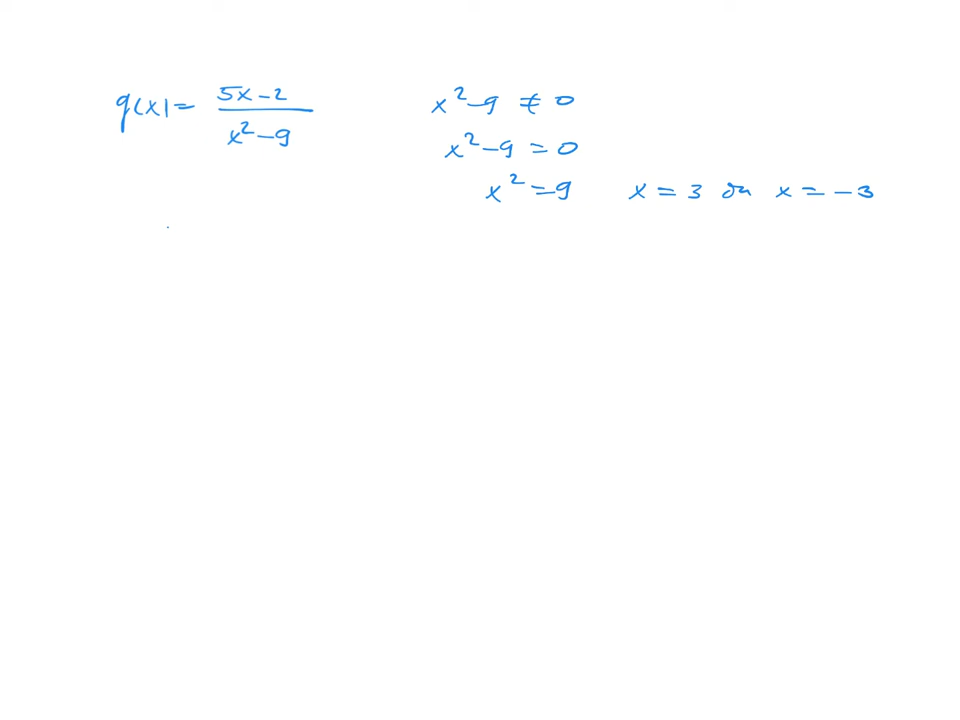 g(x) = (5x-2)/(x²-9)
x²-9 ≠ 0
x²-9 = 0
x² = 9 x = 3 or x = -3